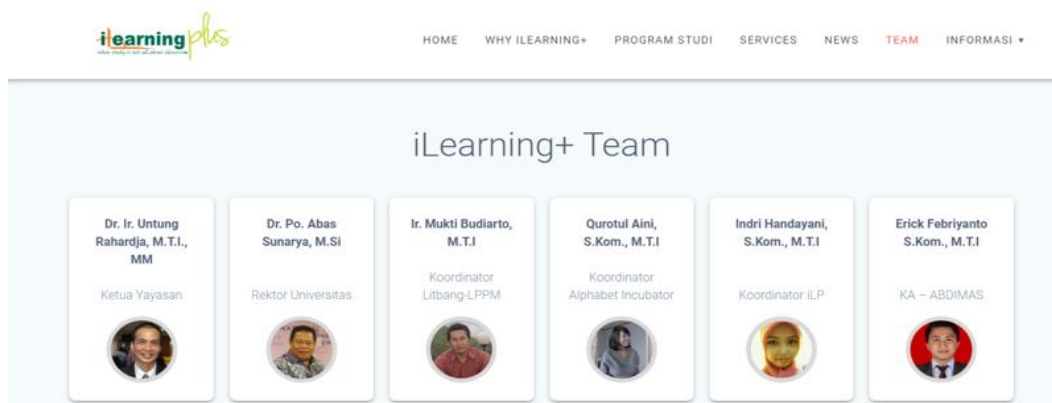 ilearning plus
HOME WHY ILEARNING+ PROGRAM STUDI SERVICES NEWS TEAM INFORMASI ▾
iLearning+ Team
Dr. Ir. Untung
Rahardja, M.T.I.,
MM
Ketua Yayasan
Dr. Po. Abas
Sunarya, M.Si
Rektor Universitas
Ir. Mukti Budiarto,
M.T.I
Koordinator
Litbang-LPPM
Qurotul Aini,
S.Kom., M.T.I
Koordinator
Alphabet Incubator
Indri Handayani,
S.Kom., M.T.I
Koordinator iLP
Erick Febriyanto
S.Kom., M.T.I
KA – ABDIMAS